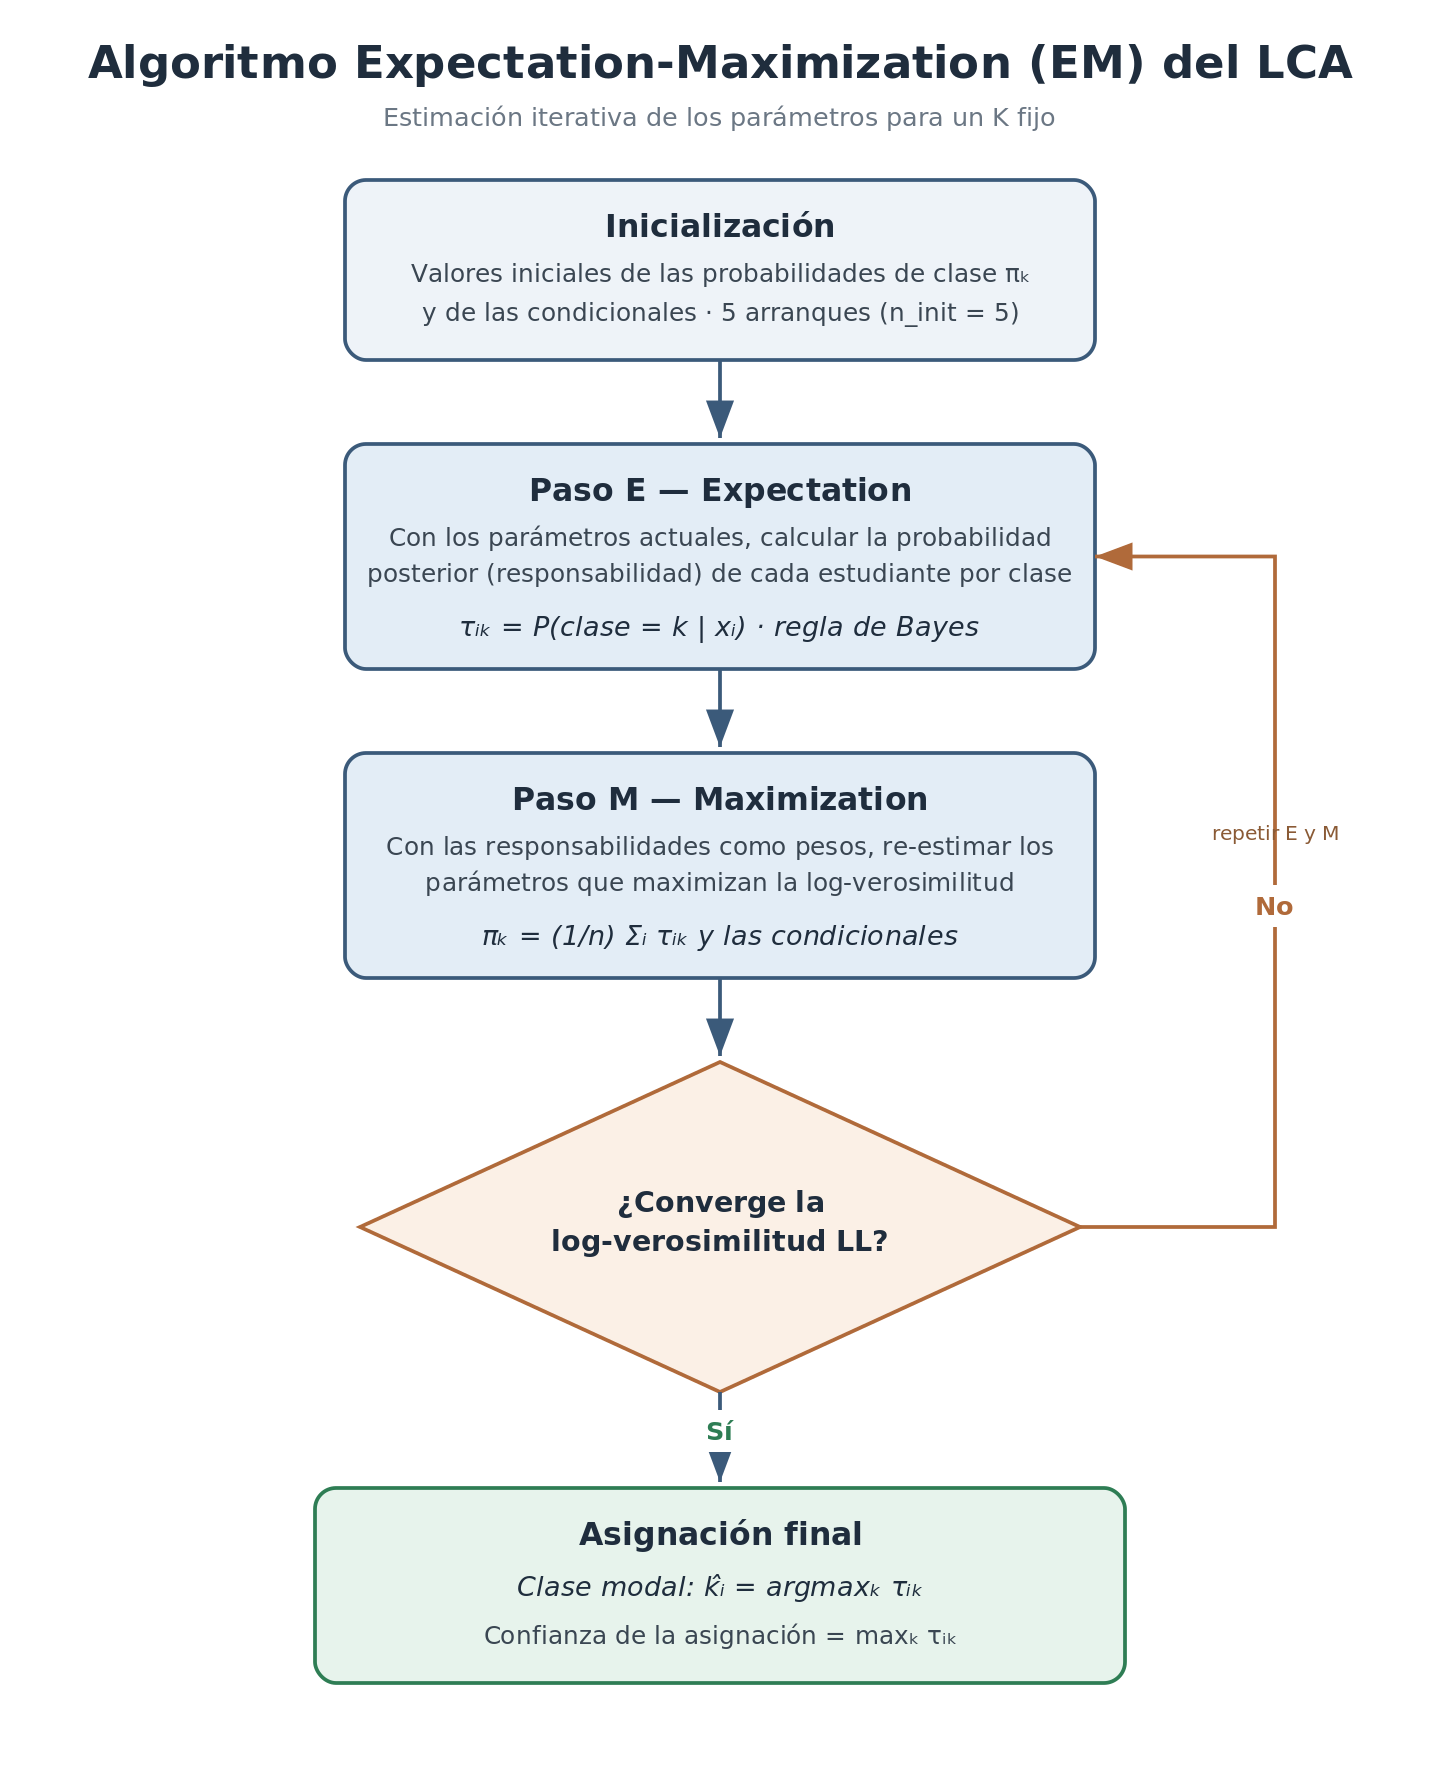 Algoritmo Expectation-Maximization (EM) del LCA
Estimación iterativa de los parámetros para un K fijo
Inicialización
Valores iniciales de las probabilidades de clase πₖ
y de las condicionales · 5 arranques (n_init = 5)
Paso E — Expectation
Con los parámetros actuales, calcular la probabilidad
posterior (responsabilidad) de cada estudiante por clase
τᵢₖ = P(clase = k | xᵢ) · regla de Bayes
Paso M — Maximization
Con las responsabilidades como pesos, re-estimar los
parámetros que maximizan la log-verosimilitud
πₖ = (1/n) Σᵢ τᵢₖ y las condicionales
repetir E y M
No
¿Converge la
log-verosimilitud LL?
Sí
Asignación final
Clase modal: k̂ᵢ = argmaxₖ τᵢₖ
Confianza de la asignación = maxₖ τᵢₖ